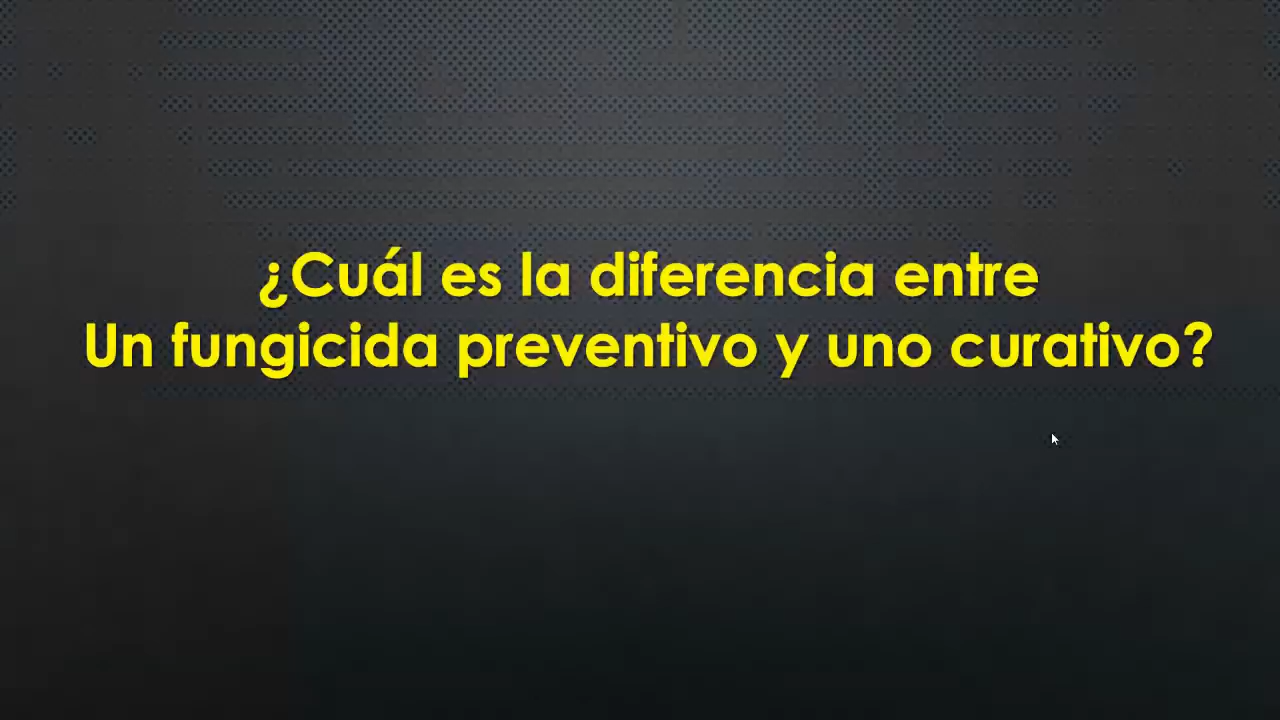 ¿Cuál es la diferencia entre
Un fungicida preventivo y uno curativo?